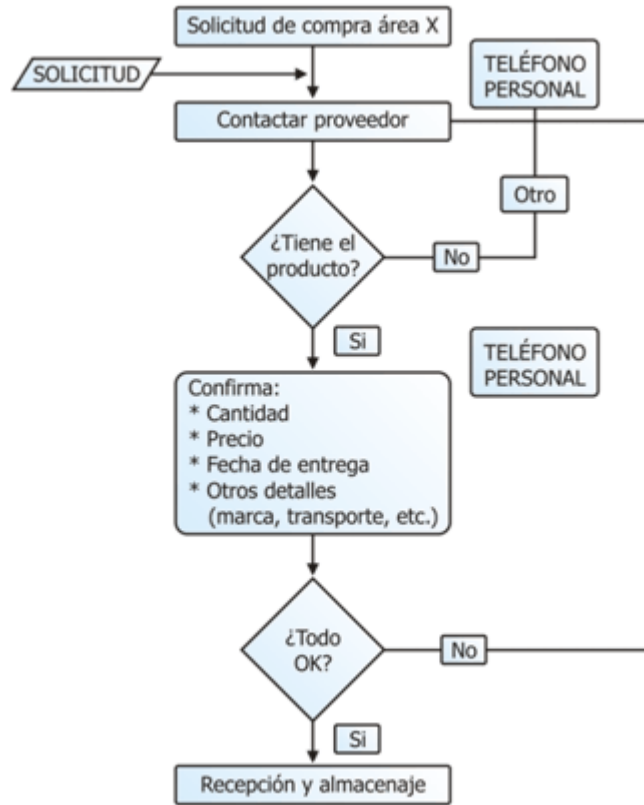 Solicitud de compra área X
SOLICITUD
TELÉFONO
PERSONAL
Contactar proveedor
Otro
¿Tiene el
producto?
No
Si
TELÉFONO
PERSONAL
Confirma:
* Cantidad
* Precio
* Fecha de entrega
* Otros detalles
(marca, transporte, etc.)
¿Todo
OK?
No
Si
Recepción y almacenaje